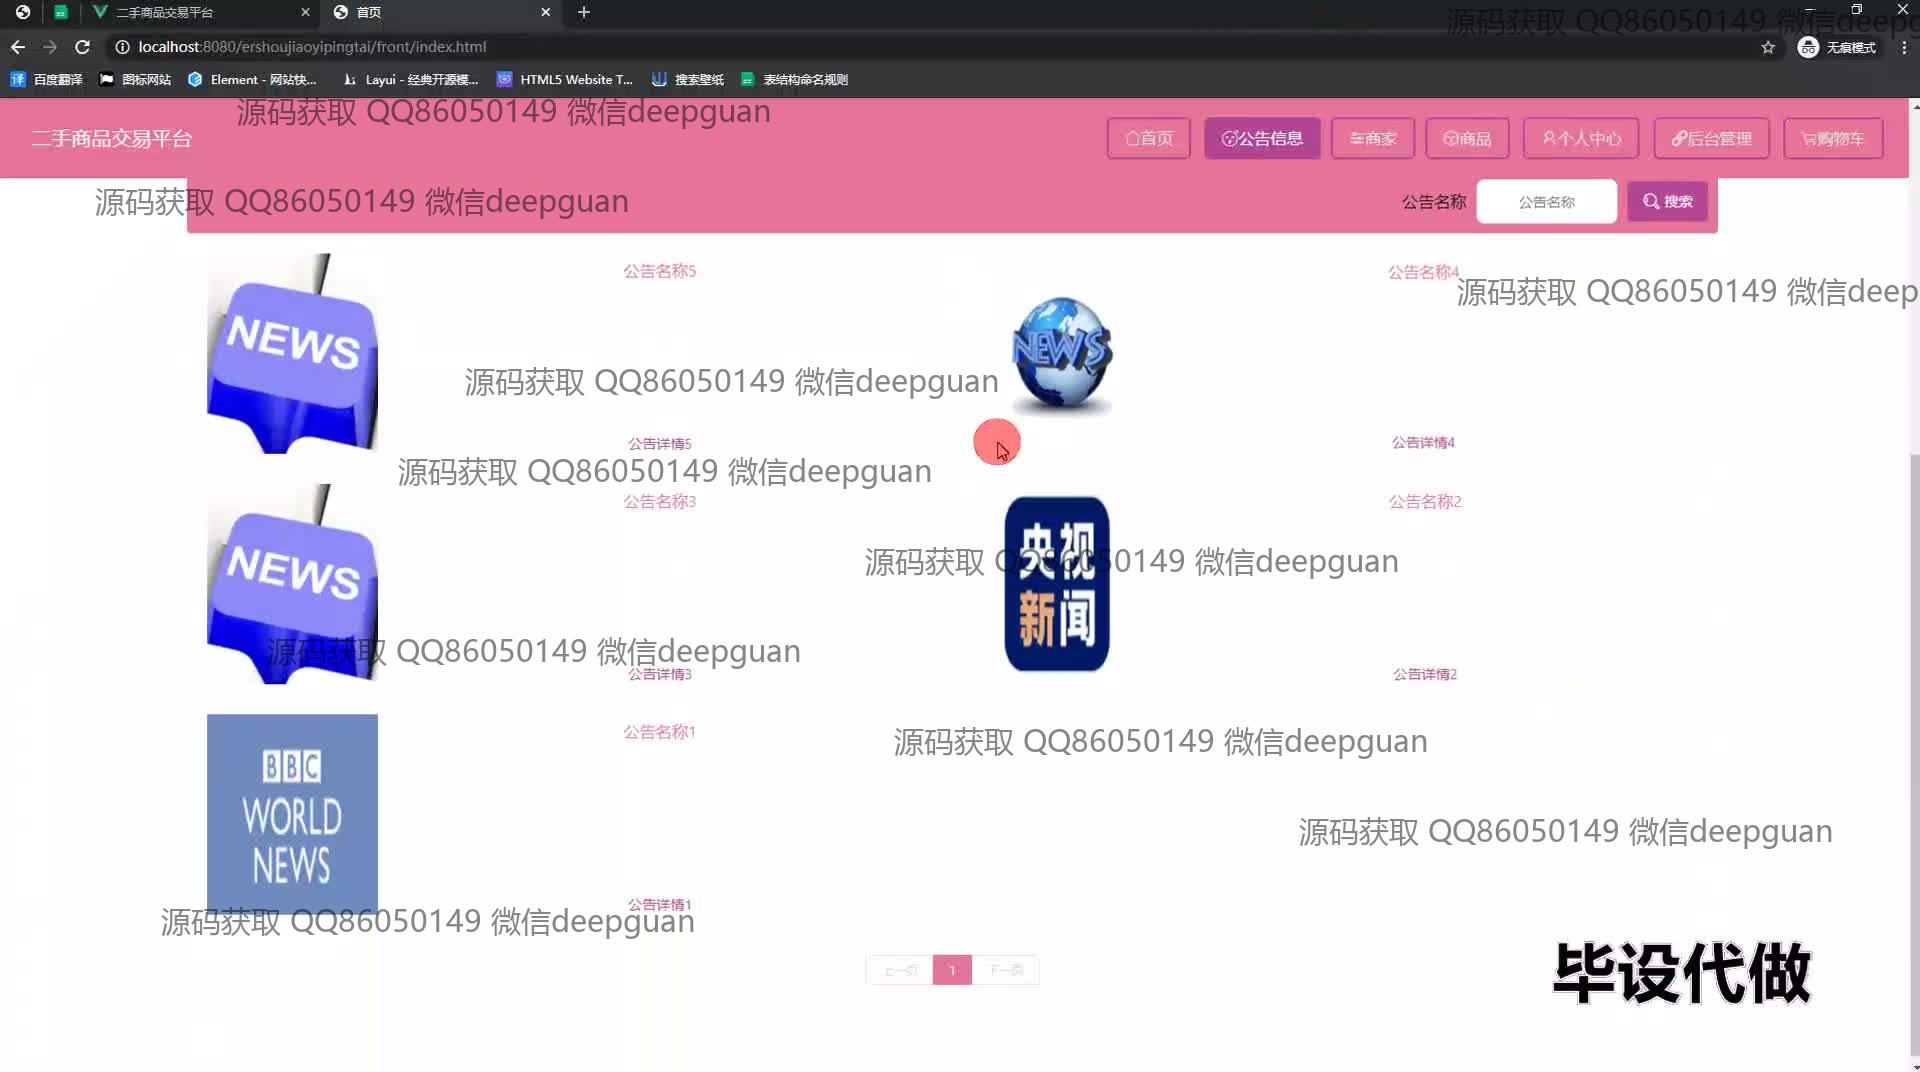 二手商品交易平台
首页
源码获取 QQ86050149 微信deepg
localhost:8080/ershoujiaoyipingtai/front/index.html
无痕模式
译 百度翻译
图标网站
Element - 网站快...
Layui - 经典开源模...
HTML5 Website T...
搜索壁纸
表结构命名规则
源码获取 QQ86050149 微信deepguan
二手商品交易平台
首页
公告信息
商家
商品
个人中心
后台管理
购物车
源码获取 QQ86050149 微信deepguan
公告名称
公告名称
搜索
NEWS
公告名称5
NEWS
公告名称4
源码获取 QQ86050149 微信deep
源码获取 QQ86050149 微信deepguan
公告详情5
公告详情4
源码获取 QQ86050149 微信deepguan
NEWS
公告名称3
央视
新闻
公告名称2
源码获取 QQ86050149 微信deepguan
源码获取 QQ86050149 微信deepguan
公告详情3
公告详情2
BBC
WORLD
NEWS
公告名称1
源码获取 QQ86050149 微信deepguan
源码获取 QQ86050149 微信deepguan
公告详情1
源码获取 QQ86050149 微信deepguan
上一页
1
下一页
毕设代做